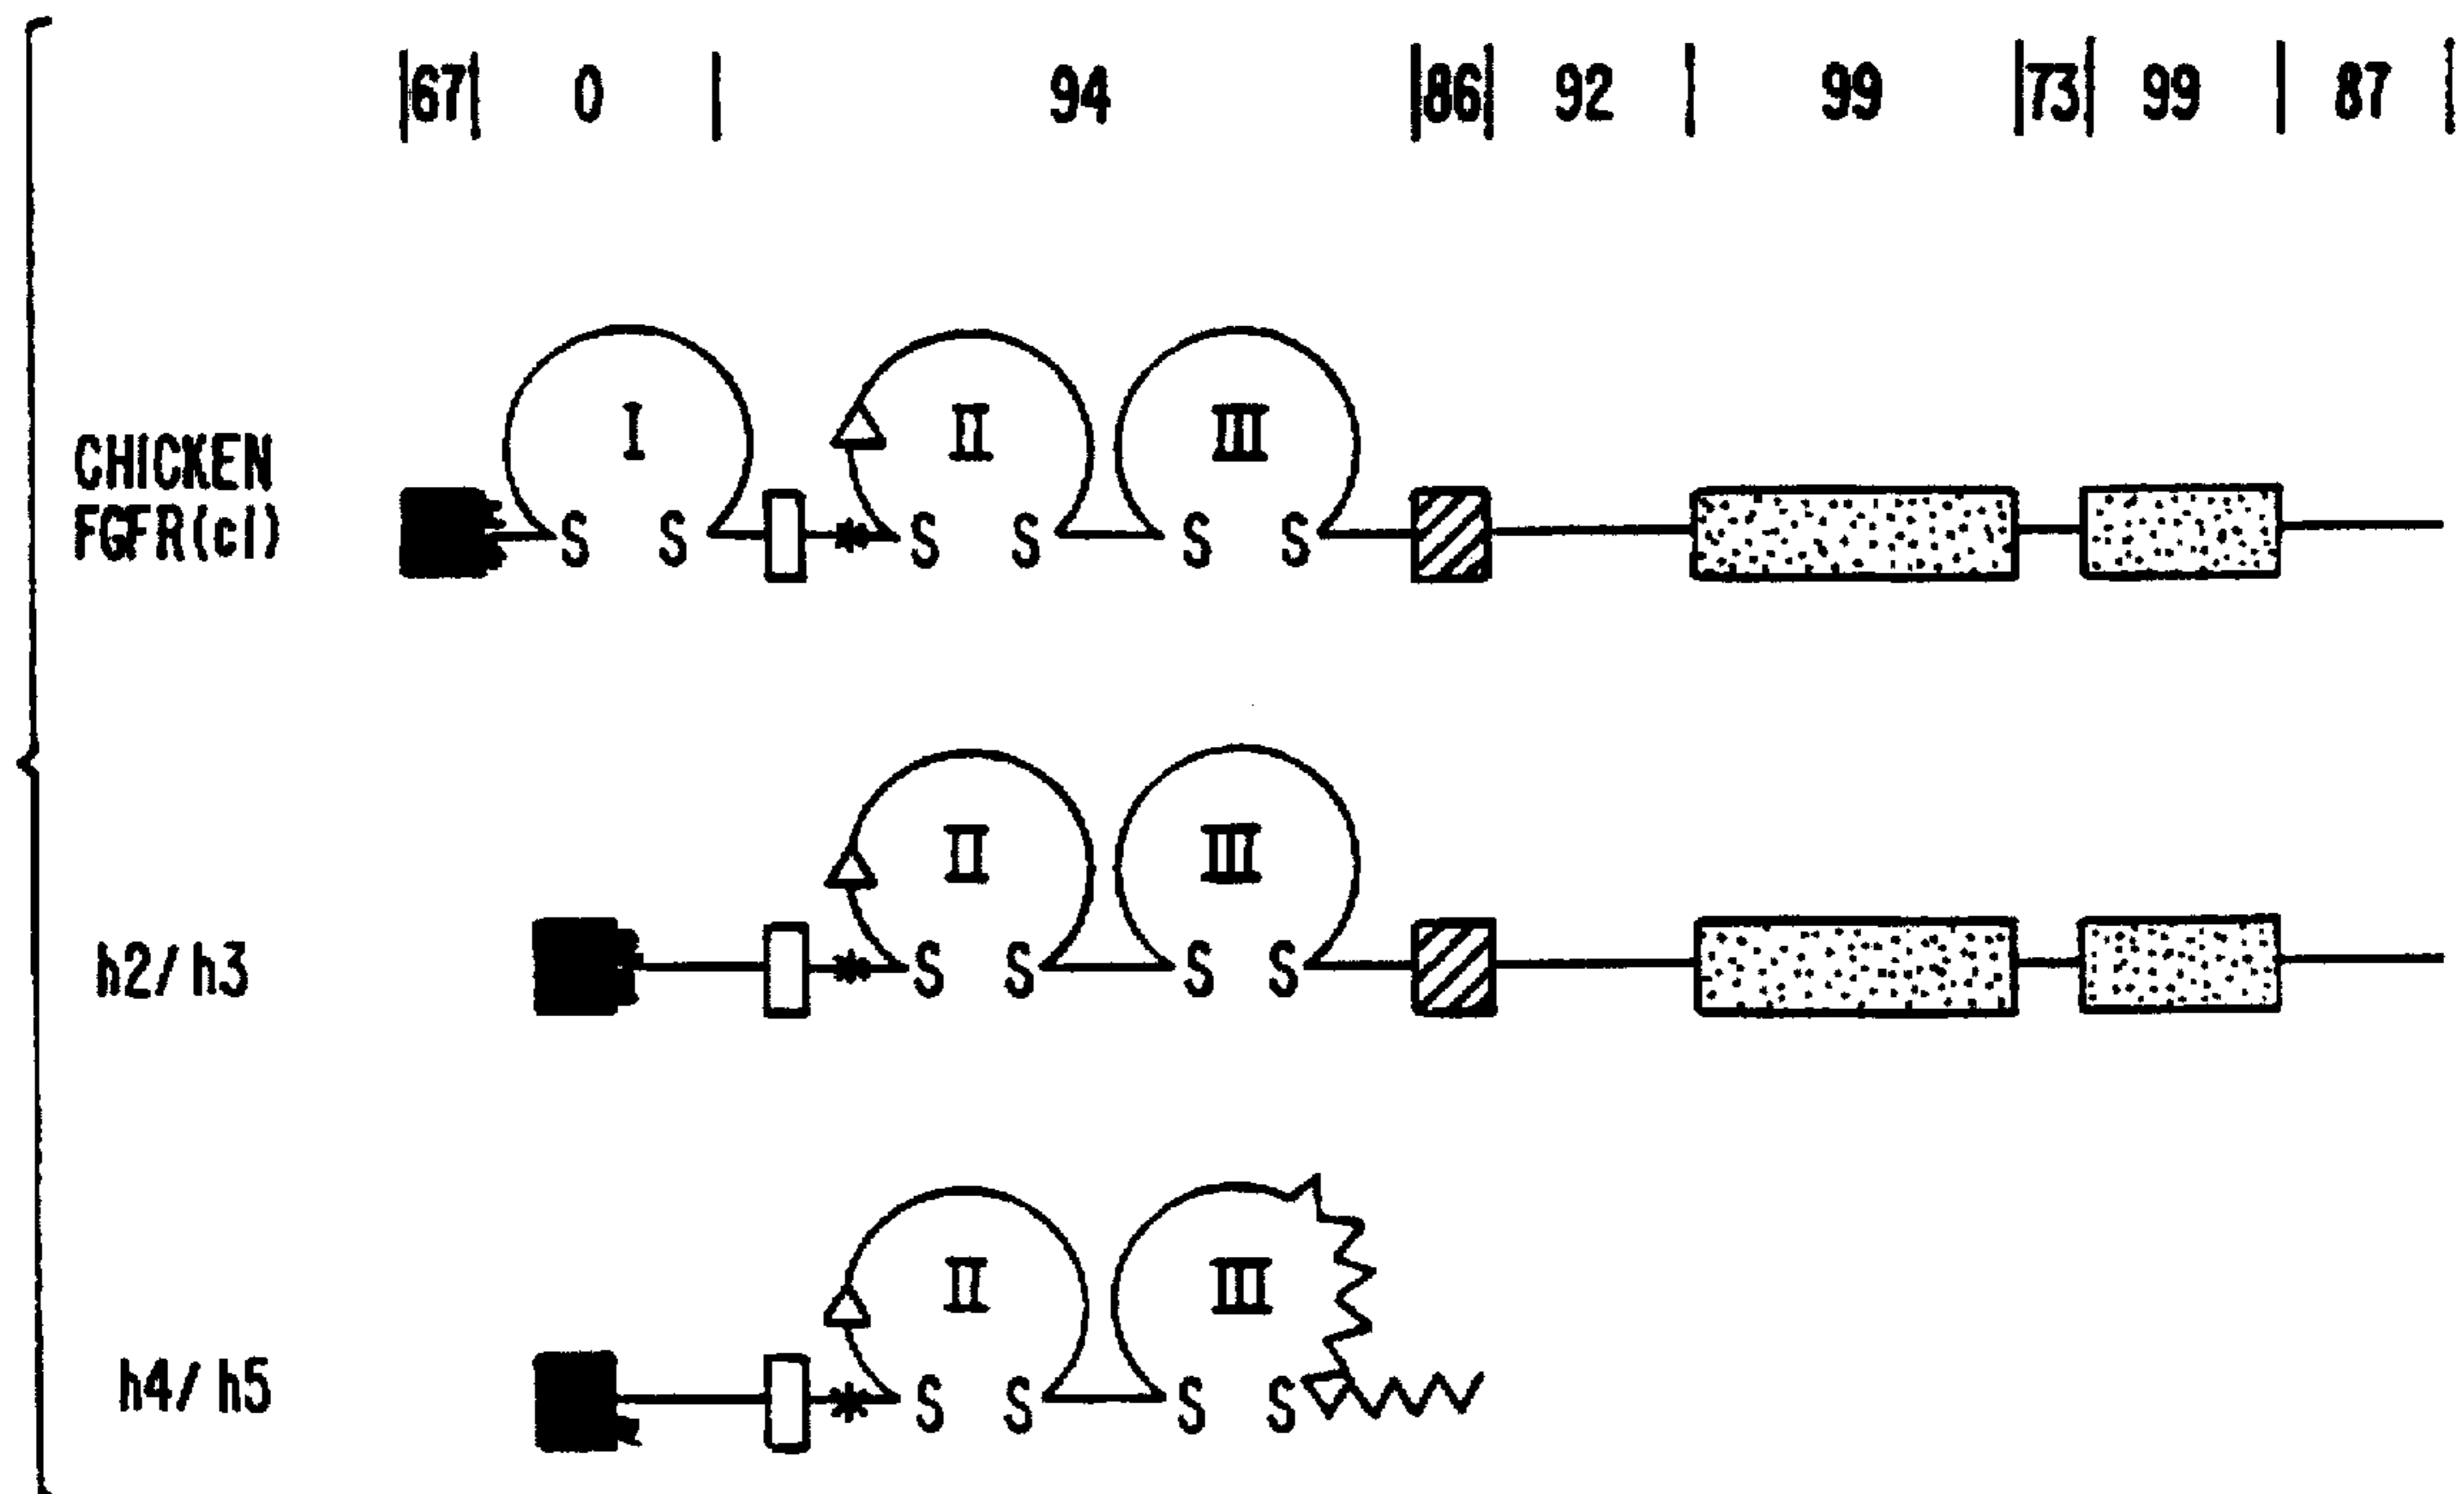 67 0 94 86 92 99 73 99 87
I II III
CHICKEN
FGFR(cI)
S S S S S S
II III
h2/h3
S S S S
II III
h4/h5
S S S S